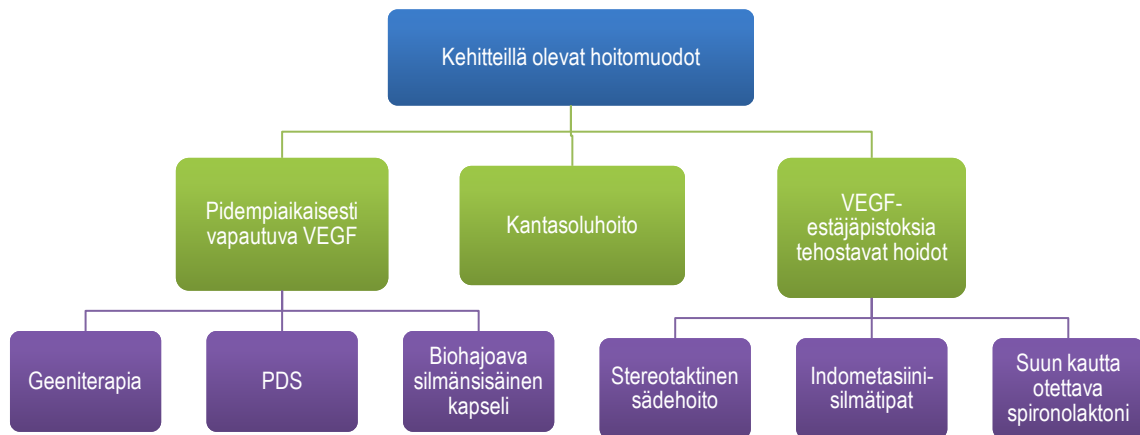 Kehitteillä olevat hoitomuodot
Pidempiaikaisesti
vapautuva VEGF
Kantasoluhoito
VEGF-
estäjäpistoksia
tehostavat hoidot
Geeniterapia
PDS
Biohajoava
silmänsisäinen
kapseli
Stereotaktinen
sädehoito
Indometasiini-
silmätipat
Suun kautta
otettava
spironolaktoni